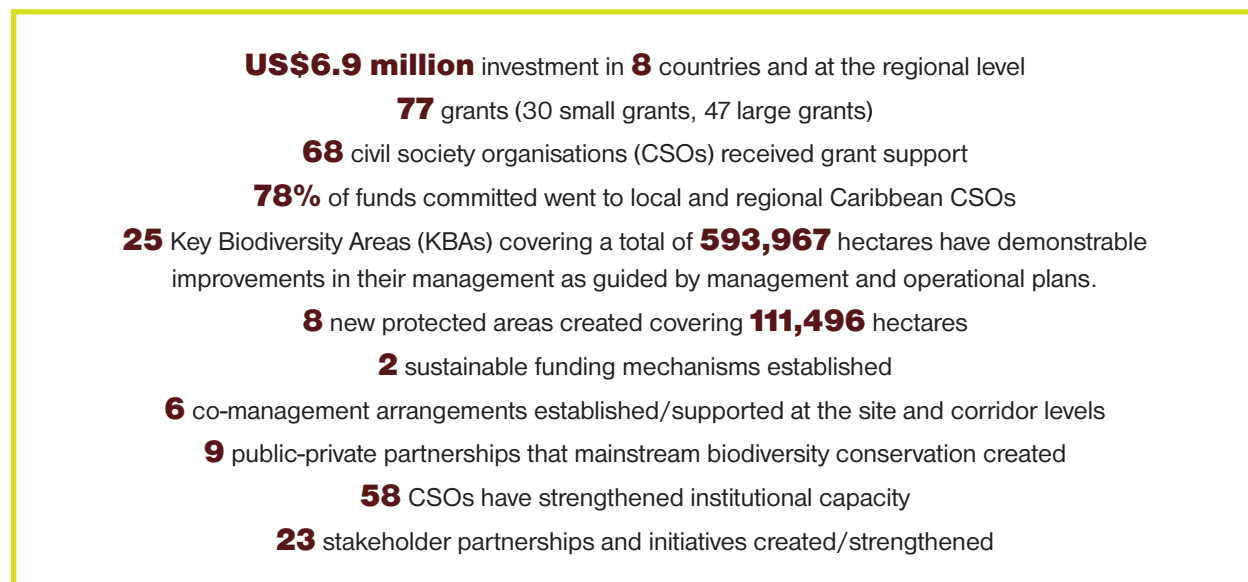 US$6.9 million investment in 8 countries and at the regional level
77 grants (30 small grants, 47 large grants)
68 civil society organisations (CSOs) received grant support
78% of funds committed went to local and regional Caribbean CSOs
25 Key Biodiversity Areas (KBAs) covering a total of 593,967 hectares have demonstrable
improvements in their management as guided by management and operational plans.
8 new protected areas created covering 111,496 hectares
2 sustainable funding mechanisms established
6 co-management arrangements established/supported at the site and corridor levels
9 public-private partnerships that mainstream biodiversity conservation created
58 CSOs have strengthened institutional capacity
23 stakeholder partnerships and initiatives created/strengthened